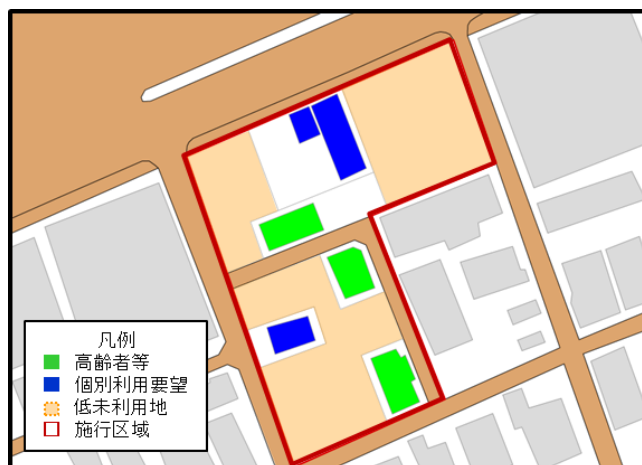 凡例
高齢者等
個別利用要望
低未利用地
施行区域